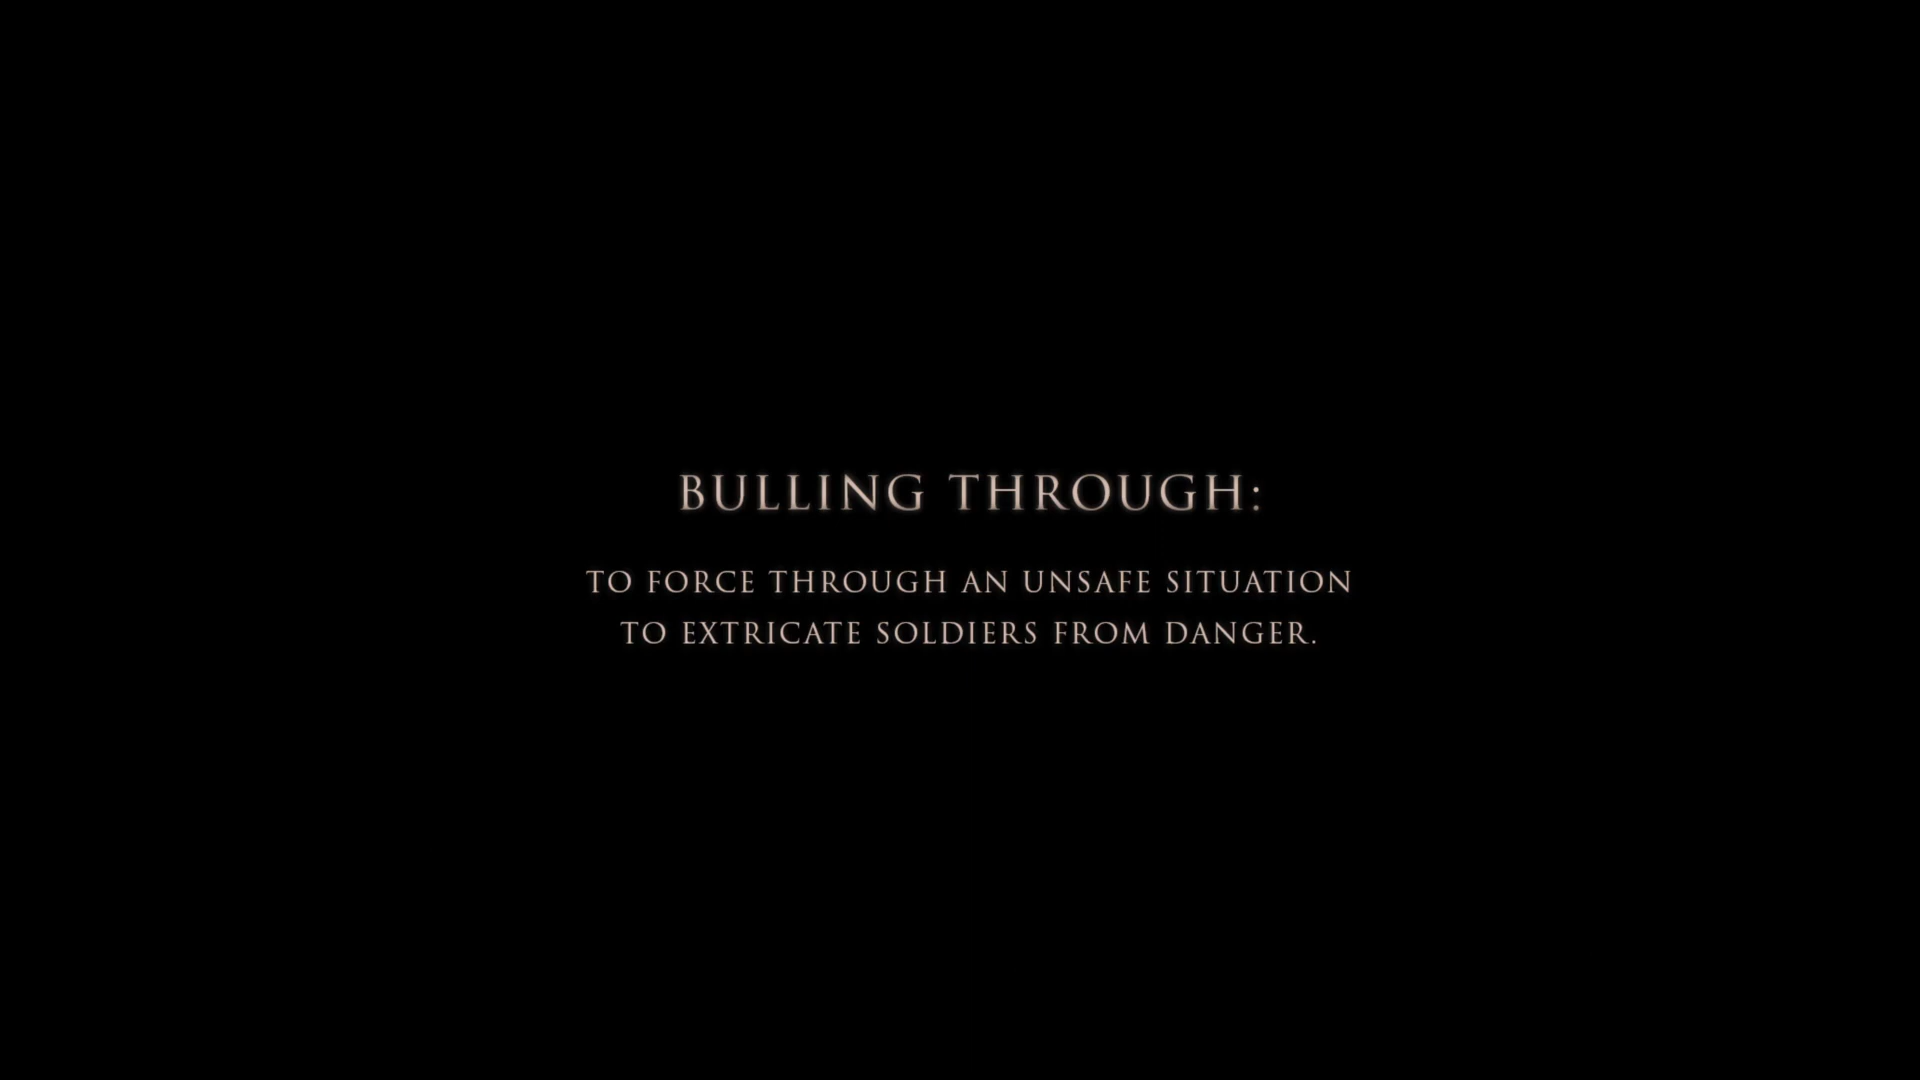 BULLING THROUGH:
TO FORCE THROUGH AN UNSAFE SITUATION
TO EXTRICATE SOLDIERS FROM DANGER.